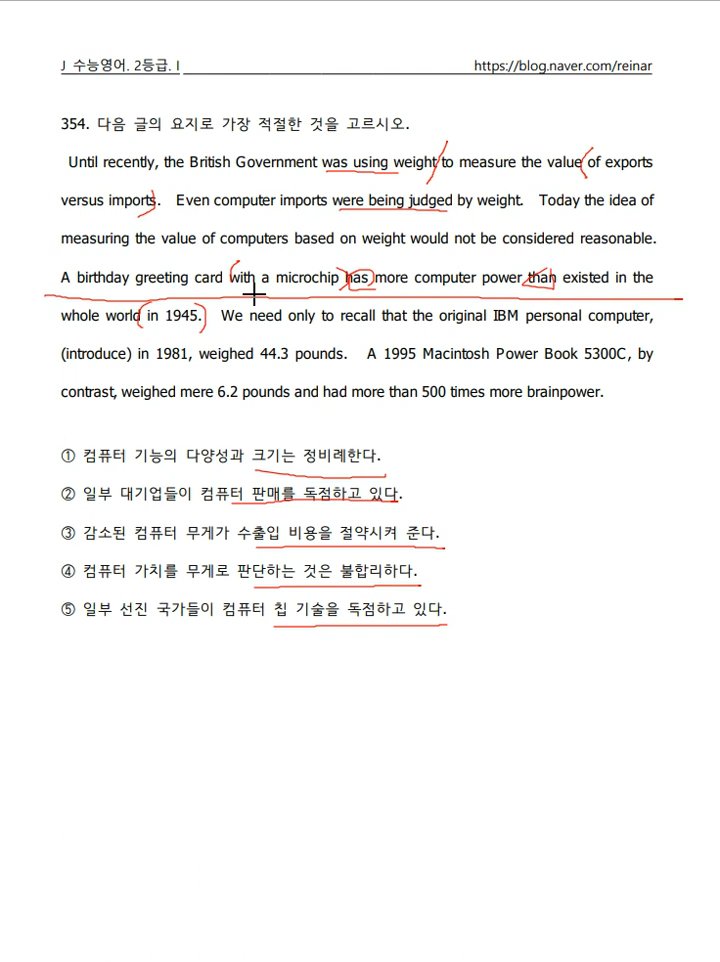 J 수능영어. 2등급. I https://blog.naver.com/reinar
354. 다음 글의 요지로 가장 적절한 것을 고르시오.
Until recently, the British Government was using weight to measure the value of exports
versus imports. Even computer imports were being judged by weight. Today the idea of
measuring the value of computers based on weight would not be considered reasonable.
A birthday greeting card with a microchip has more computer power than existed in the
whole world in 1945. We need only to recall that the original IBM personal computer,
(introduce) in 1981, weighed 44.3 pounds. A 1995 Macintosh Power Book 5300C, by
contrast, weighed mere 6.2 pounds and had more than 500 times more brainpower.
① 컴퓨터 기능의 다양성과 크기는 정비례한다.
② 일부 대기업들이 컴퓨터 판매를 독점하고 있다.
③ 감소된 컴퓨터 무게가 수출입 비용을 절약시켜 준다.
④ 컴퓨터 가치를 무게로 판단하는 것은 불합리하다.
⑤ 일부 선진 국가들이 컴퓨터 칩 기술을 독점하고 있다.